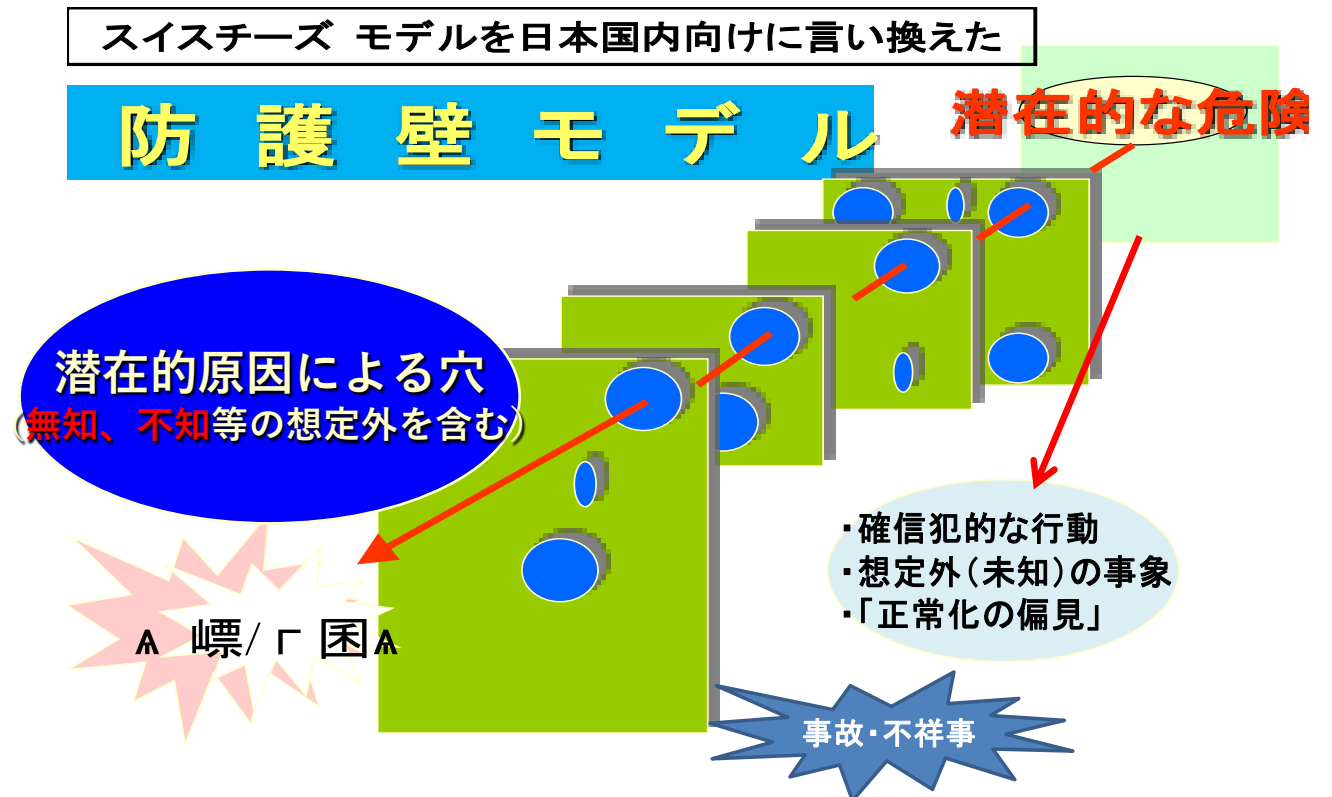 スイスチーズ モデルを日本国内向けに言い換えた
防護壁モデル
潜在的な危険
潜在的原因による穴
(無知、不知等の想定外を含む)
・確信犯的な行動
・想定外(未知)の事象
・「正常化の偏見」
事故・不祥事